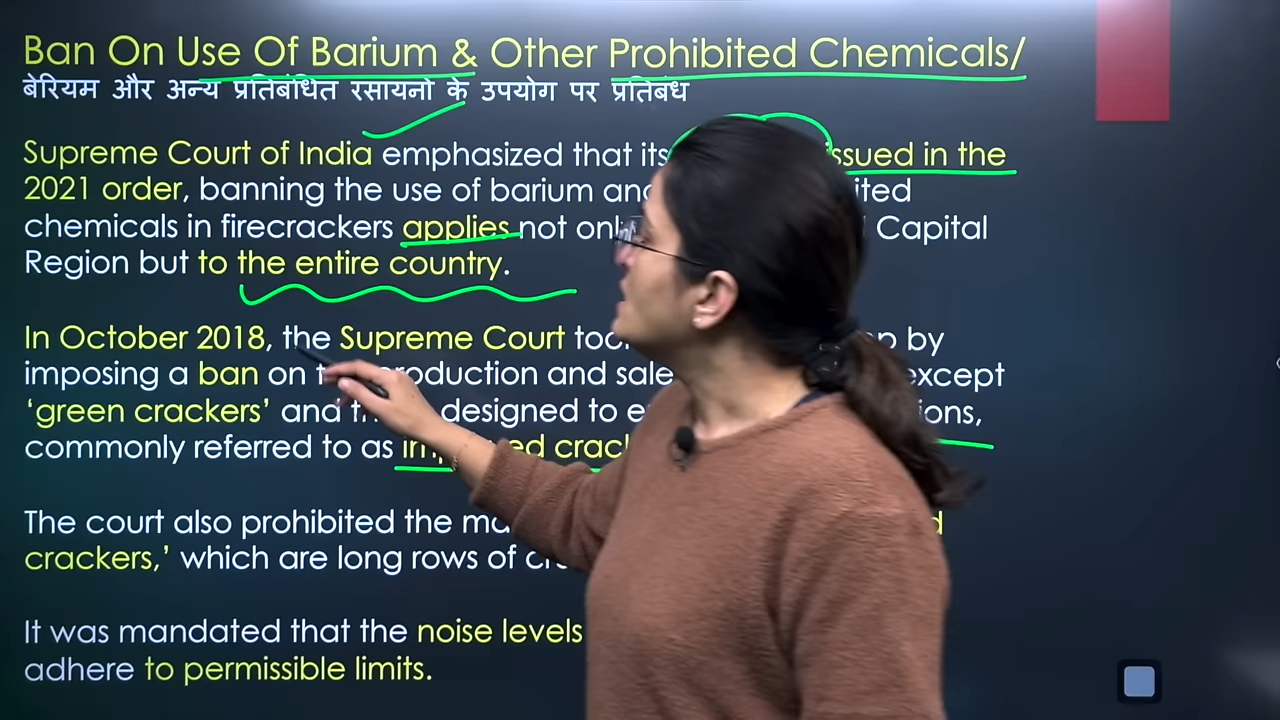 Ban On Use Of Barium & Other Prohibited Chemicals/
बेरियम और अन्य प्रतिबंधित रसायनों के उपयोग पर प्रतिबंध
Supreme Court of India emphasized that its issued in the
2021 order, banning the use of barium
chemicals in firecrackers applies not Capital
Region but to the entire country.
In October 2018, the Supreme Court by
imposing a ban on production and sale except
‘green crackers’ and designed to
commonly referred to as
The court also prohibited the
crackers,’ which are long rows of
It was mandated that the noise levels
adhere to permissible limits.